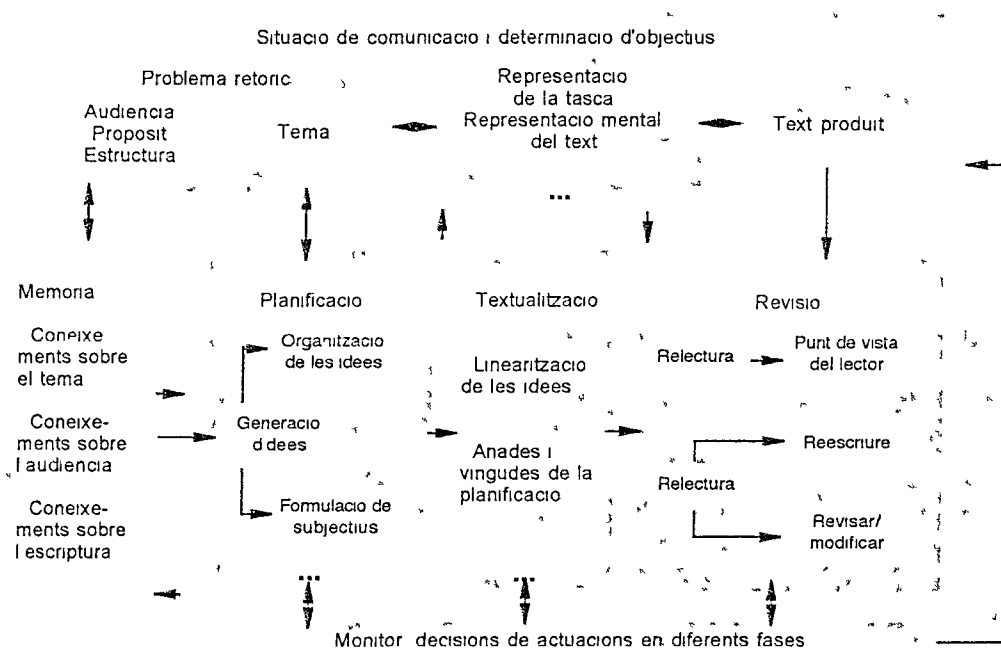 Situacio de comunicacio i determinacio d'objectius
Problema retoric
Audiencia
Proposit
Estructura
Tema
Representacio
de la tasca
Representacio mental
del text
Text produit
Memoria
Coneixe
ments sobre
el tema
Coneixe-
ments sobre
l audiencia
Coneixe-
ments sobre
l escriptura
Planificacio
Organitzacio
de les idees
Generacio
d idees
Formulacio de
subjectius
...
Textualitzacio
Linearitzacio
de les idees
Anades i
vingudes de la
planificacio
...
Revisio
Relectura
Punt de vista
del lector
Relectura
Reescriure
Revisar/
modificar
...
Monitor decisions de actuacions en diferents fases